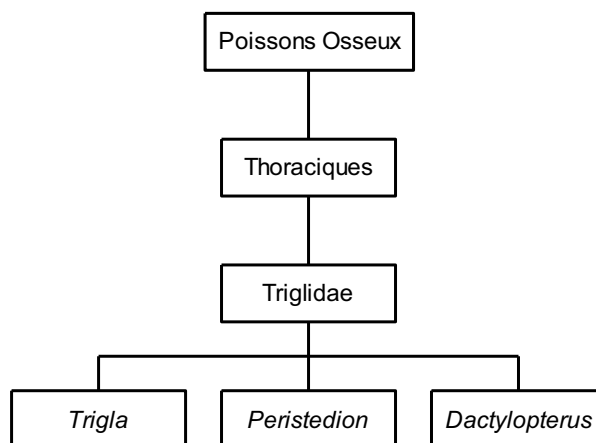 Poissons Osseux
Thoraciques
Triglidae
Trigla Peristedion Dactylopterus